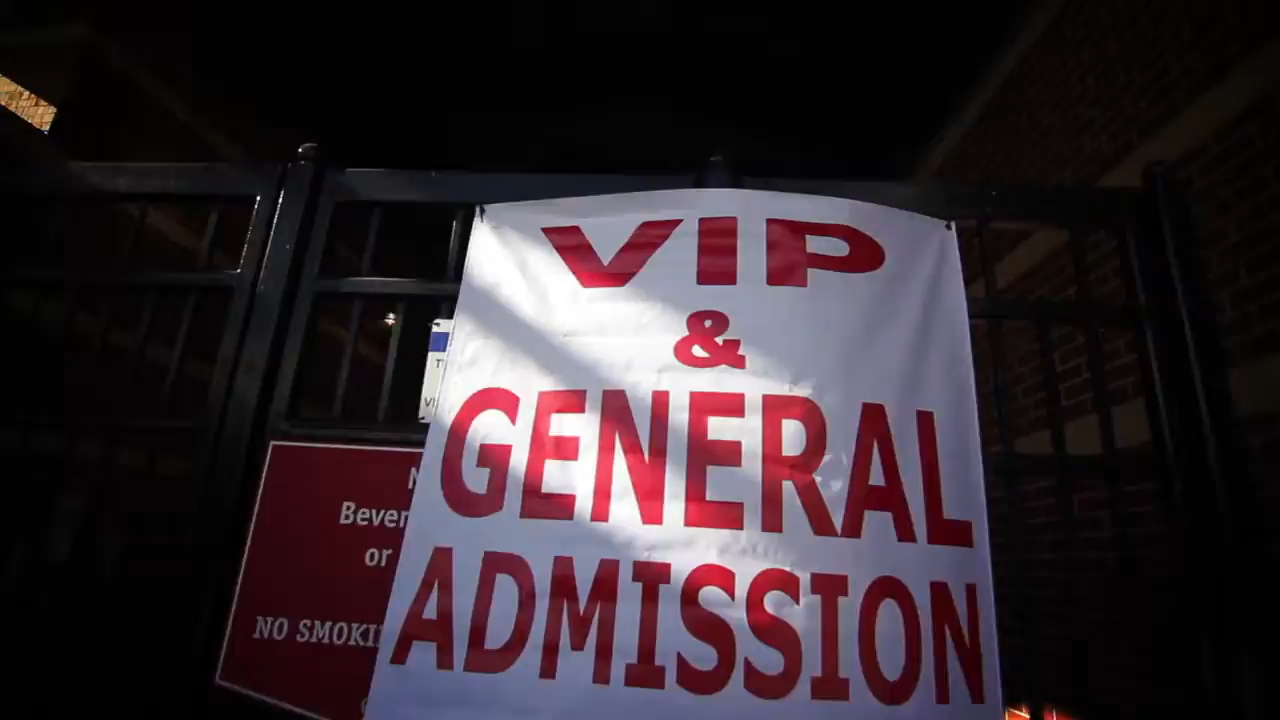 VIP
&
GENERAL
ADMISSION
Bever
or
NO SMOKI